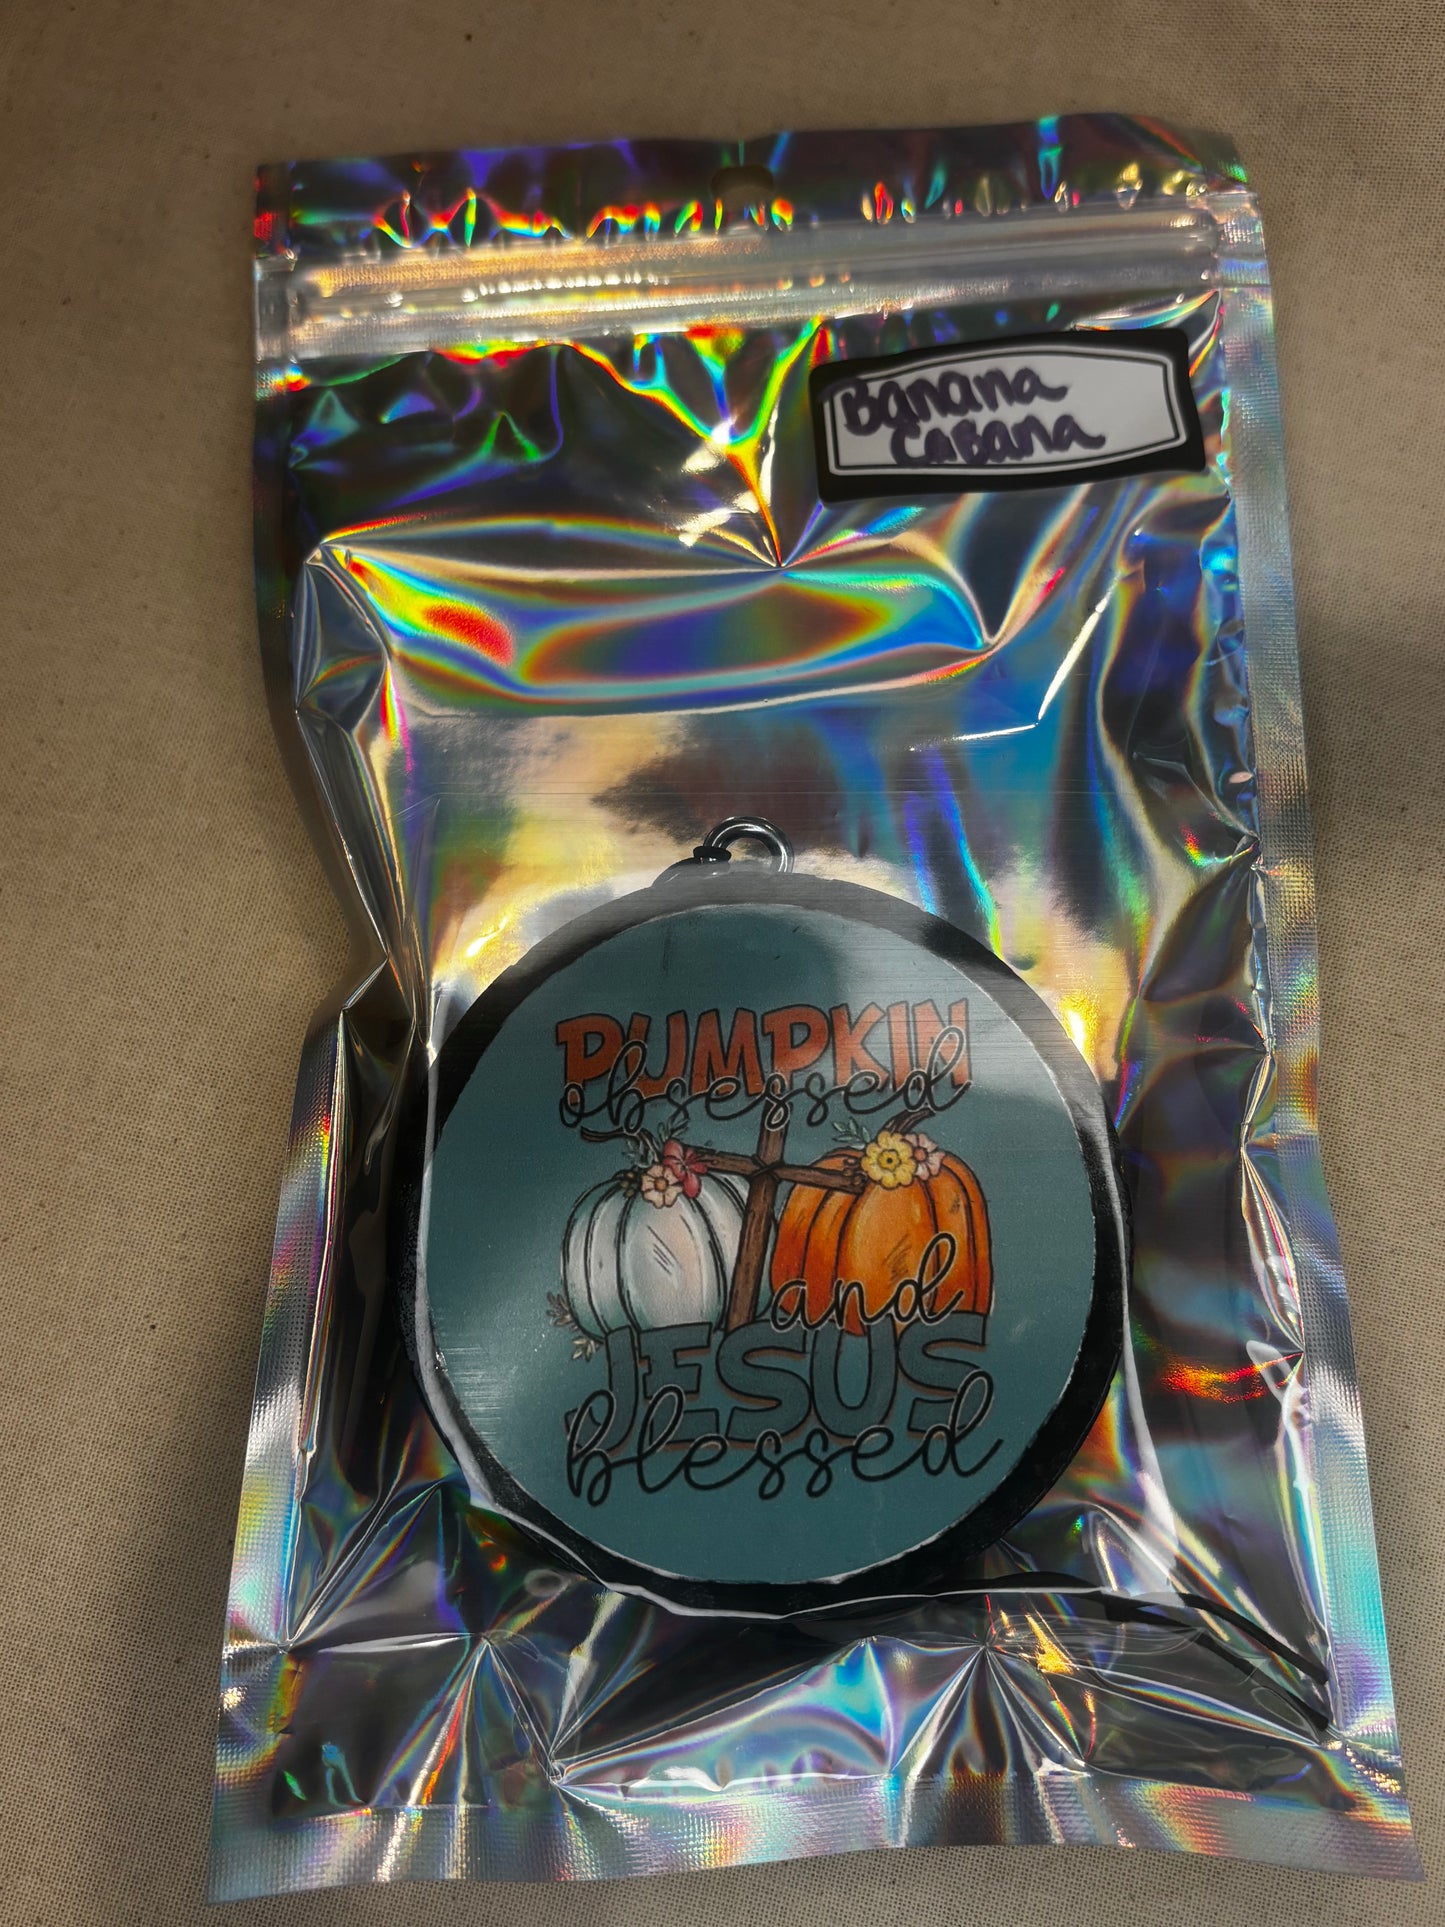 Banana
Cabana
PUMPKIN
obsessed
and
JESUS
blessed